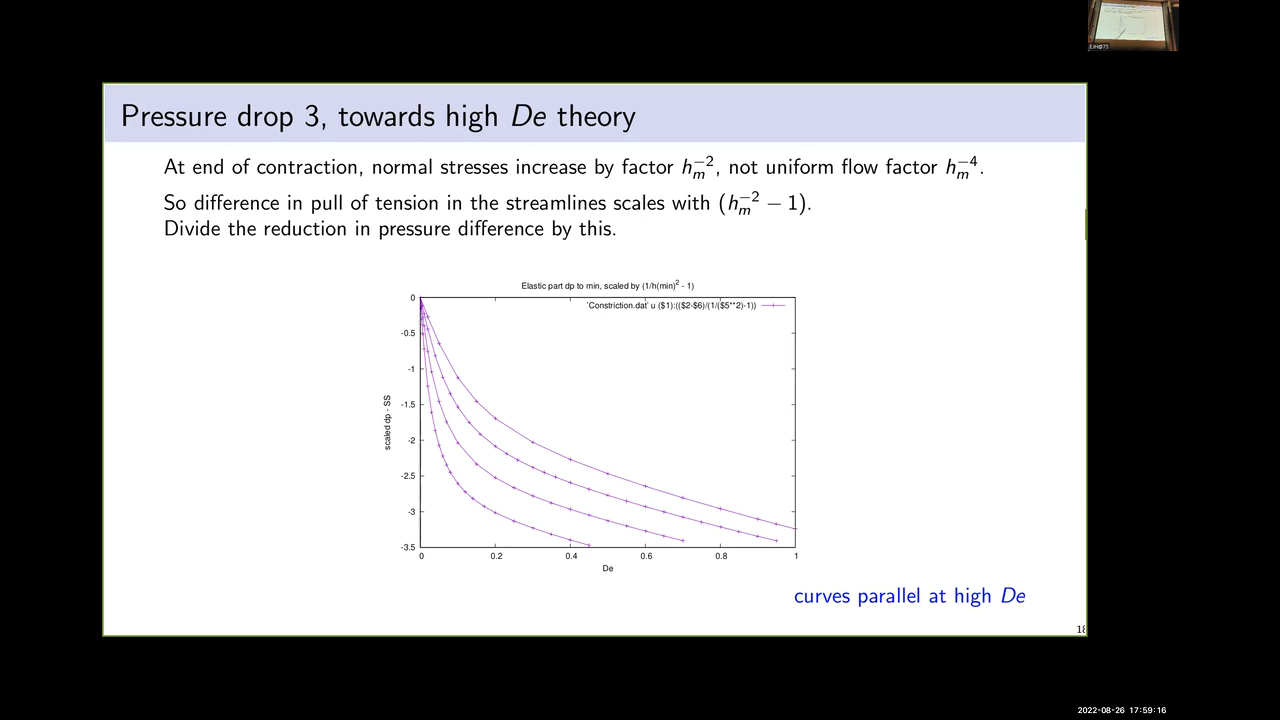 EJH@75
Pressure drop 3, towards high De theory
At end of contraction, normal stresses increase by factor h_m^{-2}, not uniform flow factor h_m^{-4}.
So difference in pull of tension in the streamlines scales with (h_m^{-2} − 1).
Divide the reduction in pressure difference by this.
Elastic part dp to min, scaled by (1/h(min)^2 - 1)
'Constriction.dat' u ($1):(($2-$6)/(1/($5**2)-1))
0
-0.5
-1
-1.5
-2
-2.5
-3
-3.5
scaled dp - SS
0 0.2 0.4 0.6 0.8 1
De
curves parallel at high De
18
2022-08-26 17:59:16